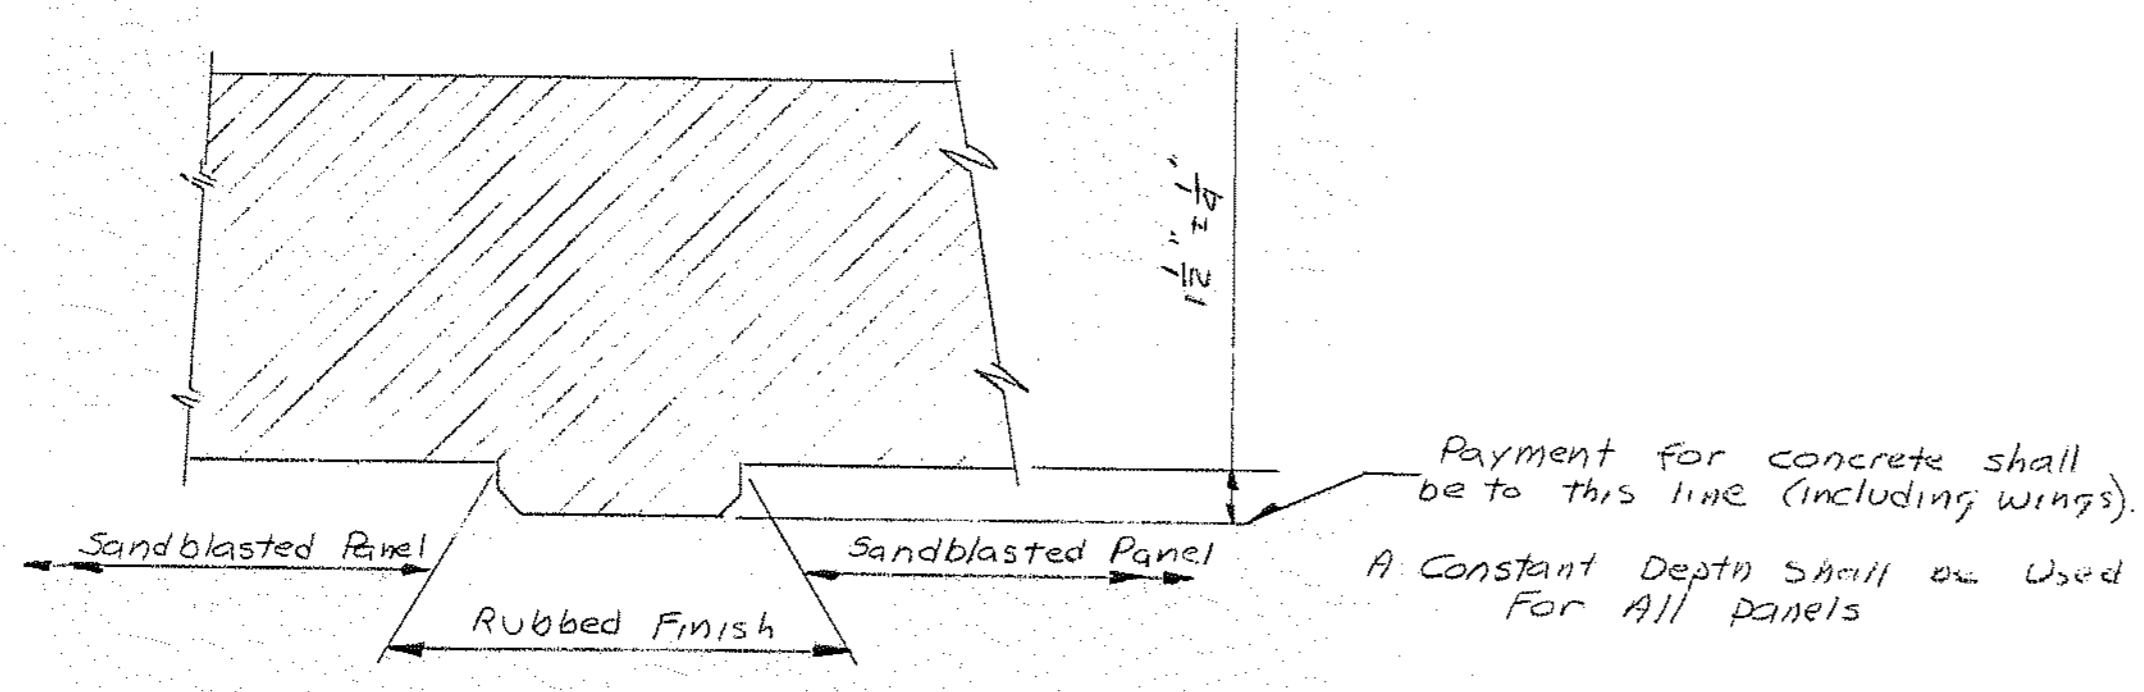 1 1/2" ± 1/4"
Payment for concrete shall
be to this line (including wings).
Sandblasted Panel
Sandblasted Panel
A Constant Depth Shall be Used
For All panels
Rubbed Finish